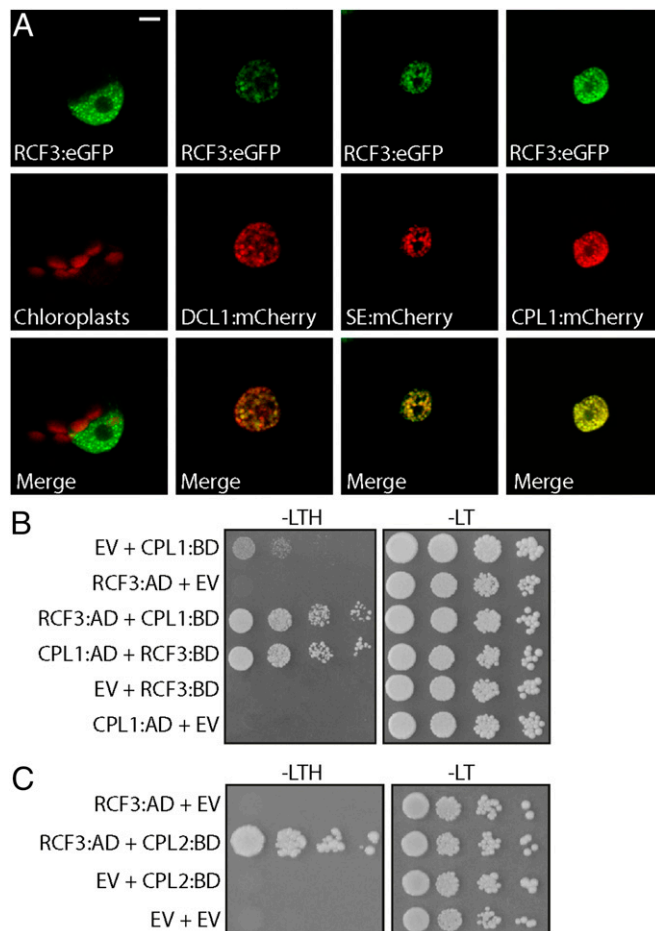 A
RCF3:eGFP RCF3:eGFP RCF3:eGFP RCF3:eGFP
Chloroplasts DCL1:mCherry SE:mCherry CPL1:mCherry
Merge Merge Merge Merge
B
-LTH -LT
EV + CPL1:BD
RCF3:AD + EV
RCF3:AD + CPL1:BD
CPL1:AD + RCF3:BD
EV + RCF3:BD
CPL1:AD + EV
C
-LTH -LT
RCF3:AD + EV
RCF3:AD + CPL2:BD
EV + CPL2:BD
EV + EV